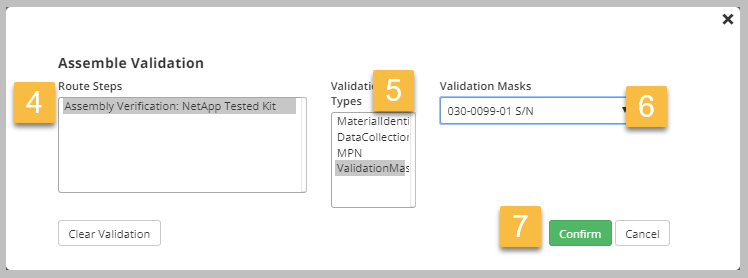 ×
Assemble Validation
Route Steps
4
Assembly Verification: NetApp Tested Kit
Validation
Types
5
MaterialIdenti
DataCollection
MPN
ValidationMas
Validation Masks
030-0099-01 S/N
6
Clear Validation
7
Confirm
Cancel